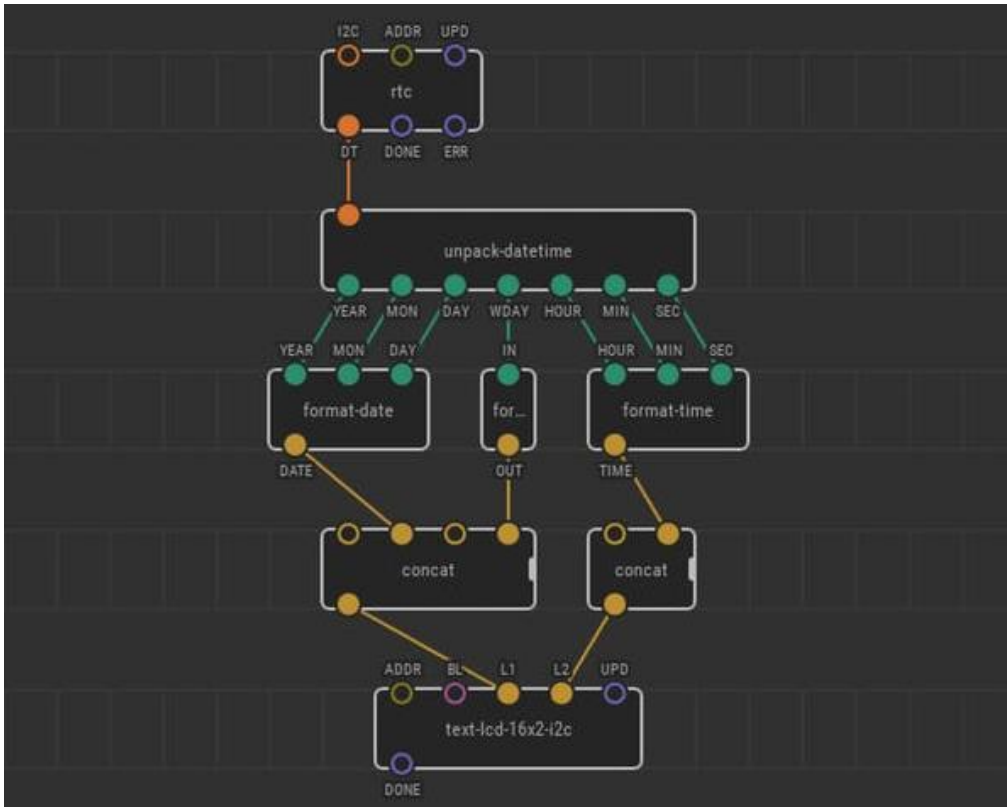 I2C ADDR UPD
rtc
DT DONE ERR
unpack-datetime
YEAR MON DAY WDAY HOUR MIN SEC
YEAR MON DAY IN HOUR MIN SEC
format-date for... format-time
DATE OUT TIME
concat concat
ADDR BL L1 L2 UPD
text-lcd-16x2-i2c
DONE